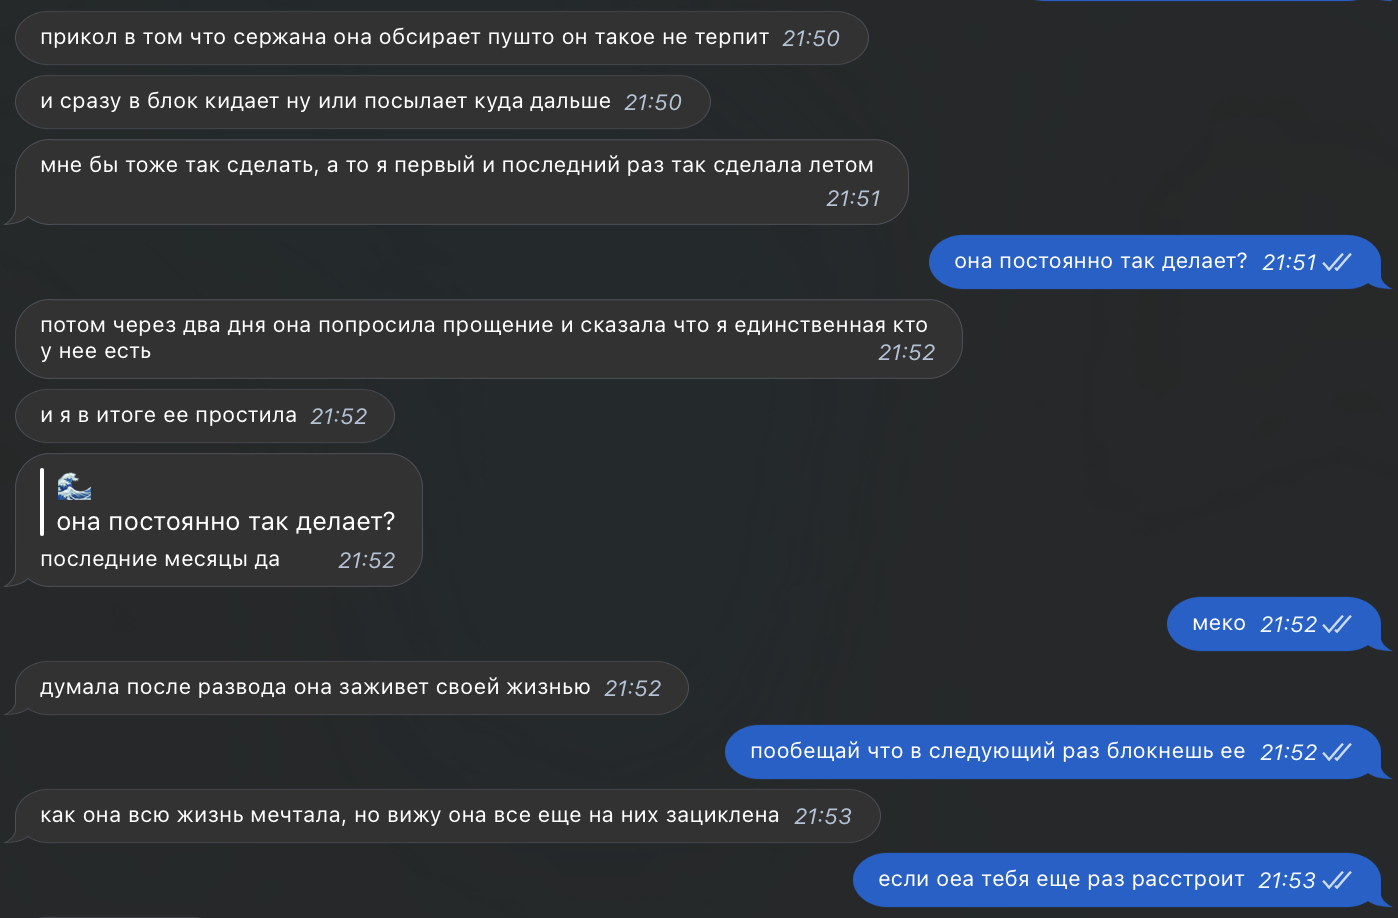 прикол в том что сержана она обсирает пушто он такое не терпит 21:50
и сразу в блок кидает ну или посылает куда дальше 21:50
мне бы тоже так сделать, а то я первый и последний раз так сделала летом
21:51
она постоянно так делает? 21:51
потом через два дня она попросила прощение и сказала что я единственная кто
у нее есть 21:52
и я в итоге ее простила 21:52
она постоянно так делает?
последние месяцы да 21:52
меко 21:52
думала после развода она заживет своей жизнью 21:52
пообещай что в следующий раз блокнешь ее 21:52
как она всю жизнь мечтала, но вижу она все еще на них зациклена 21:53
если оеа тебя еще раз расстроит 21:53